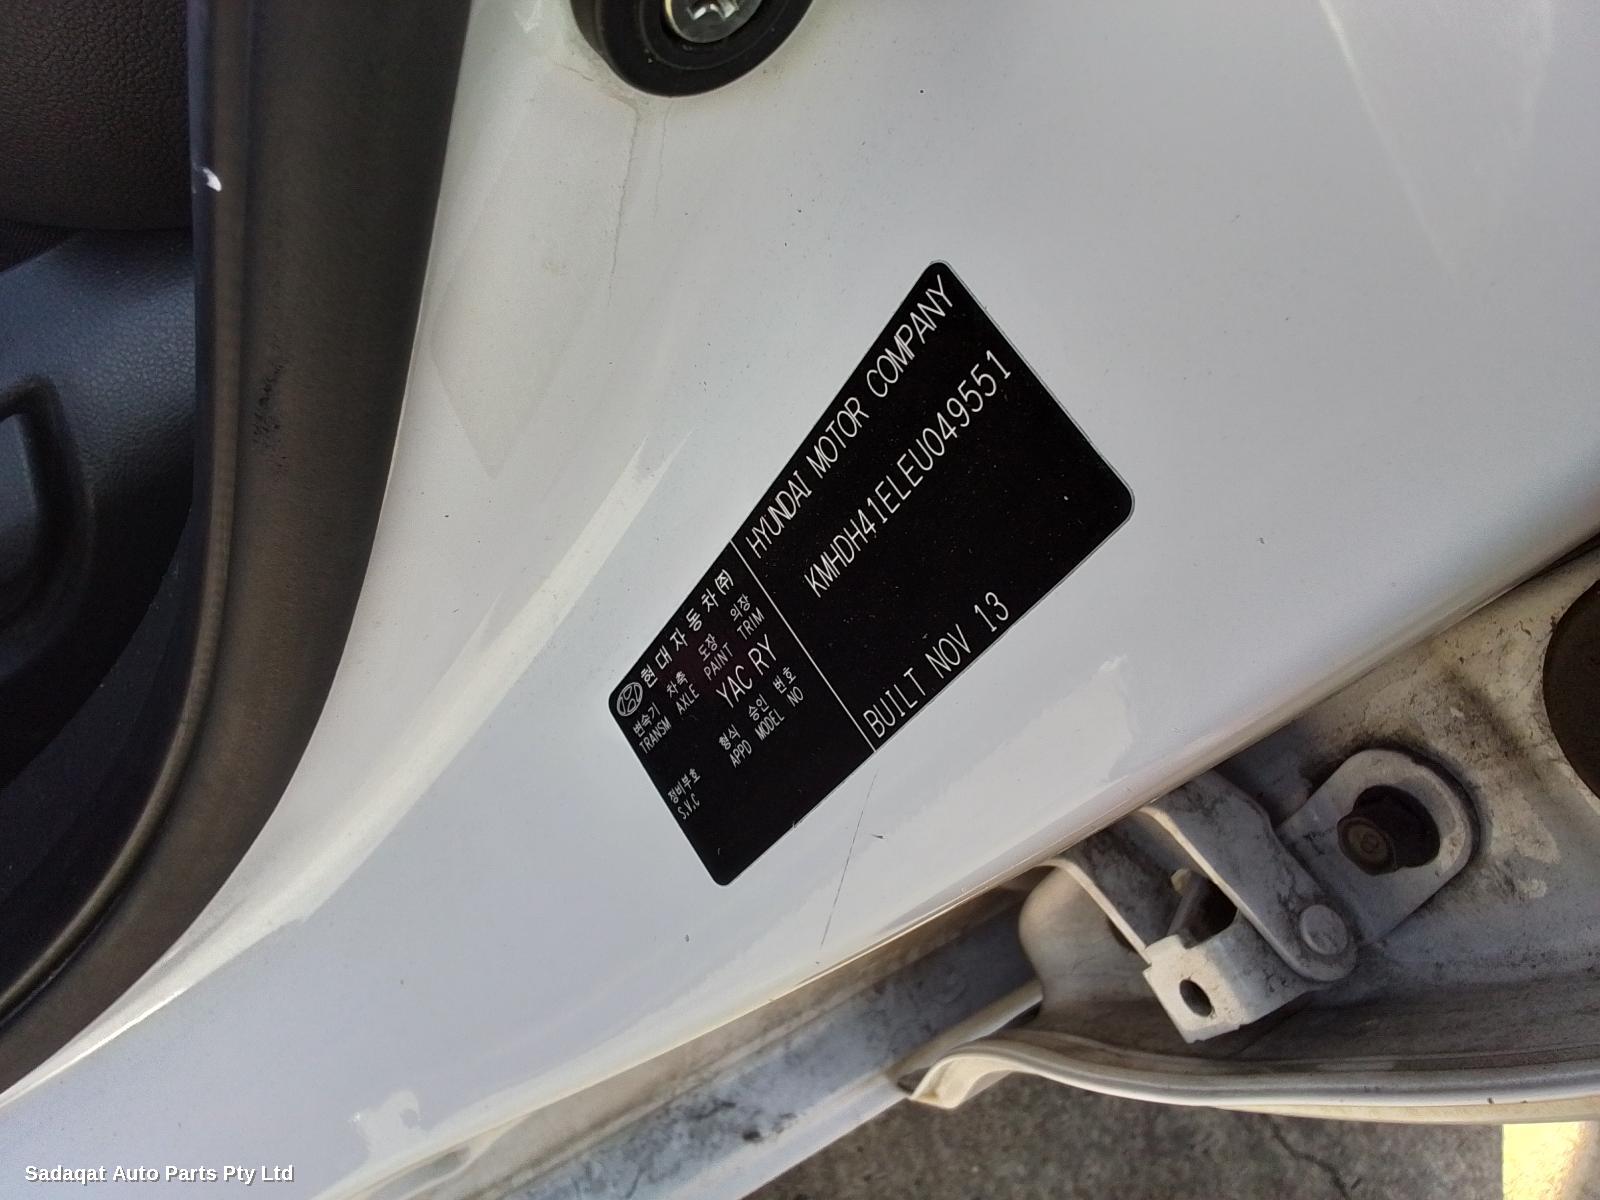 현대자동차(주)
변속기 차축 도장 의장
TRANSM AXLE PAINT TRIM
YAC RY
형식 승인 번호
APPD MODEL NO
정비부호
S.V.C
HYUNDAI MOTOR COMPANY
KMHDH41ELEU049551
BUILT NOV 13
Sadaqat Auto Parts Pty Ltd